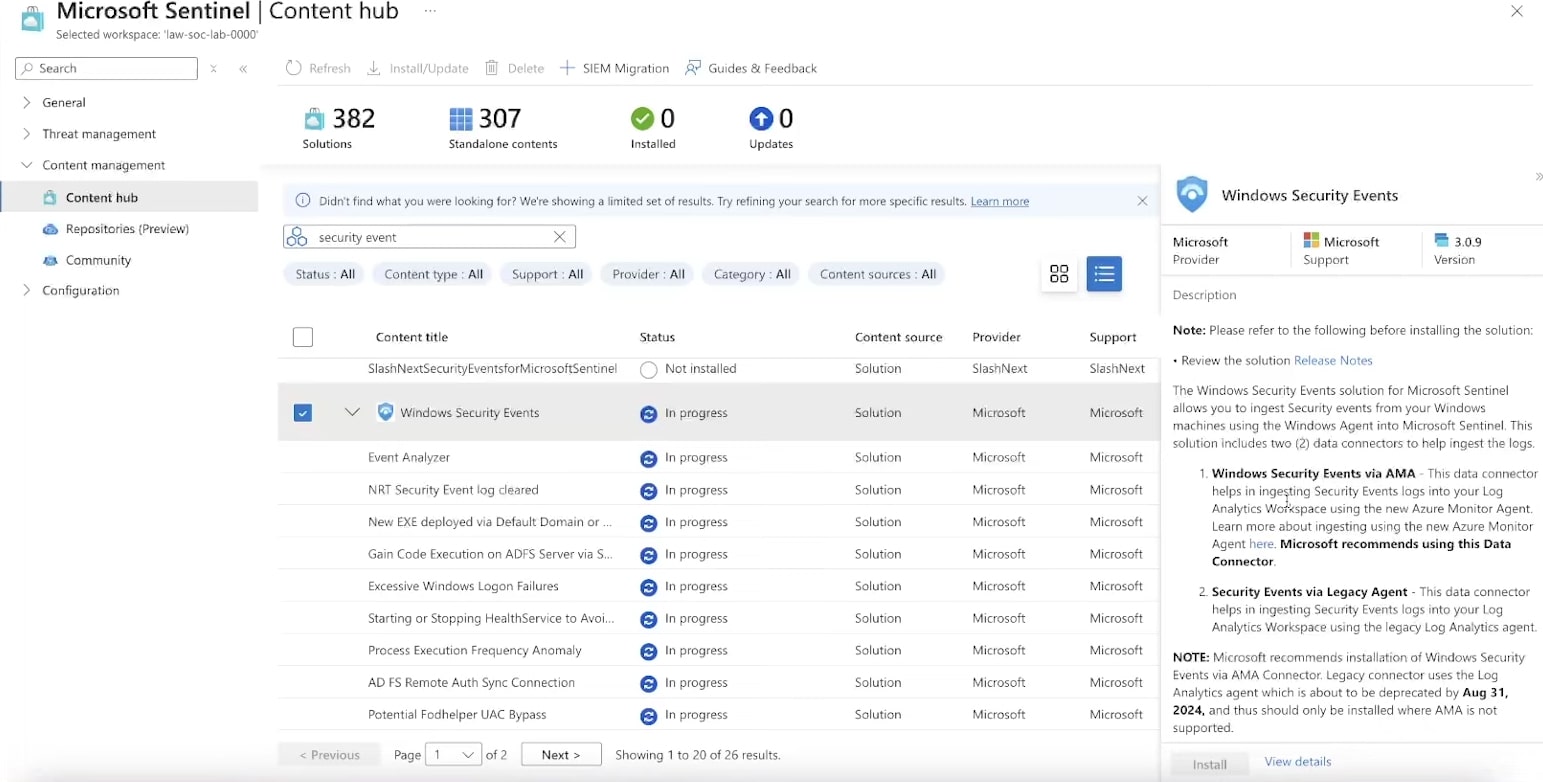 Microsoft Sentinel | Content hub ...
Selected workspace: 'law-soc-lab-0000'
Search
General
Threat management
Content management
Content hub
Repositories (Preview)
Community
Configuration
Refresh Install/Update Delete SIEM Migration Guides & Feedback
382 307 0 0
Solutions Standalone contents Installed Updates
Didn't find what you were looking for? We're showing a limited set of results. Try refining your search for more specific results. Learn more
security event
Status : All Content type : All Support : All Provider : All Category : All Content sources : All
Content title Status Content source Provider Support
SlashNextSecurityEventsforMicrosoftSentinel Not installed Solution SlashNext SlashNext
Windows Security Events In progress Solution Microsoft Microsoft
Event Analyzer In progress Solution Microsoft Microsoft
NRT Security Event log cleared In progress Solution Microsoft Microsoft
New EXE deployed via Default Domain or ... In progress Solution Microsoft Microsoft
Gain Code Execution on ADFS Server via S... In progress Solution Microsoft Microsoft
Excessive Windows Logon Failures In progress Solution Microsoft Microsoft
Starting or Stopping HealthService to Avoi... In progress Solution Microsoft Microsoft
Process Execution Frequency Anomaly In progress Solution Microsoft Microsoft
AD FS Remote Auth Sync Connection In progress Solution Microsoft Microsoft
Potential Fodhelper UAC Bypass In progress Solution Microsoft Microsoft
< Previous Page 1 of 2 Next > Showing 1 to 20 of 26 results.
Windows Security Events
Microsoft Microsoft 3.0.9
Provider Support Version
Description
Note: Please refer to the following before installing the solution:
• Review the solution Release Notes
The Windows Security Events solution for Microsoft Sentinel
allows you to ingest Security events from your Windows
machines using the Windows Agent into Microsoft Sentinel. This
solution includes two (2) data connectors to help ingest the logs.
1. Windows Security Events via AMA - This data connector
helps in ingesting Security Events logs into your Log
Analytics Workspace using the new Azure Monitor Agent.
Learn more about ingesting using the new Azure Monitor
Agent here. Microsoft recommends using this Data
Connector.
2. Security Events via Legacy Agent - This data connector
helps in ingesting Security Events logs into your Log
Analytics Workspace using the legacy Log Analytics agent.
NOTE: Microsoft recommends installation of Windows Security
Events via AMA Connector. Legacy connector uses the Log
Analytics agent which is about to be deprecated by Aug 31,
2024, and thus should only be installed where AMA is not
supported.
Install View details